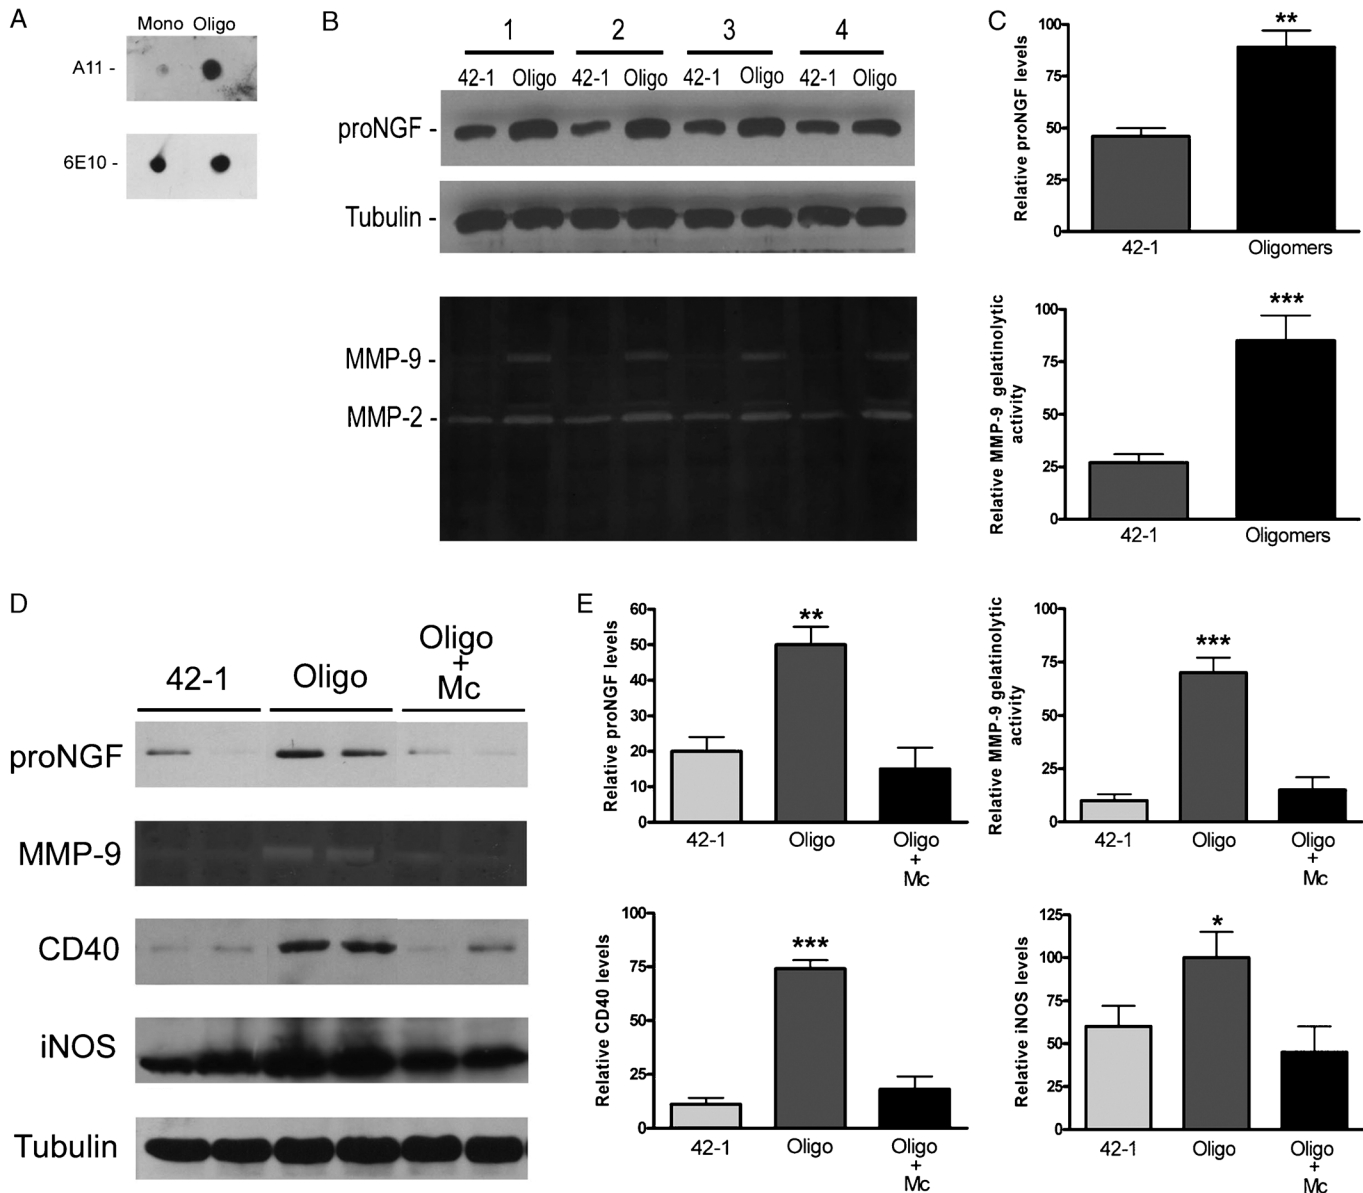 A
Mono Oligo
A11 -
6E10 -
B
1 2 3 4
42-1 Oligo 42-1 Oligo 42-1 Oligo 42-1 Oligo
proNGF -
Tubulin -
MMP-9 -
MMP-2 -
C
Relative proNGF levels
100
75
50
25
0
**
42-1 Oligomers
Relative MMP-9 gelatinolytic
activity
100
75
50
25
0
***
42-1 Oligomers
D
42-1 Oligo Oligo
+
Mc
proNGF
MMP-9
CD40
iNOS
Tubulin
E
Relative proNGF levels
60
50
40
30
20
10
0
**
42-1 Oligo Oligo
+
Mc
Relative MMP-9 gelatinolytic
activity
100
75
50
25
0
***
42-1 Oligo Oligo
+
Mc
Relative CD40 levels
100
75
50
25
0
***
42-1 Oligo Oligo
+
Mc
Relative iNOS levels
125
100
75
50
25
0
*
42-1 Oligo Oligo
+
Mc